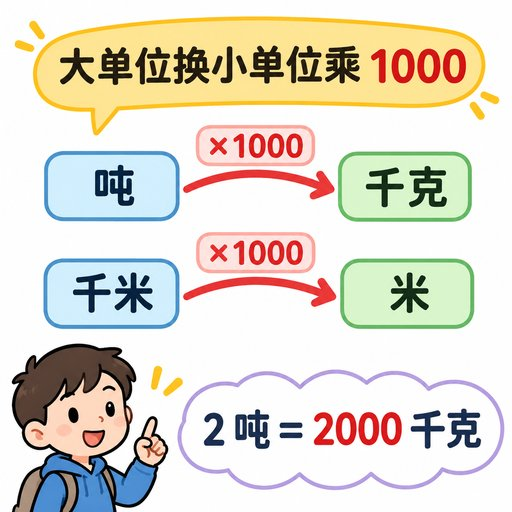 大单位换小单位乘 1000
×1000
吨 千克
×1000
千米 米
2 吨 = 2000 千克